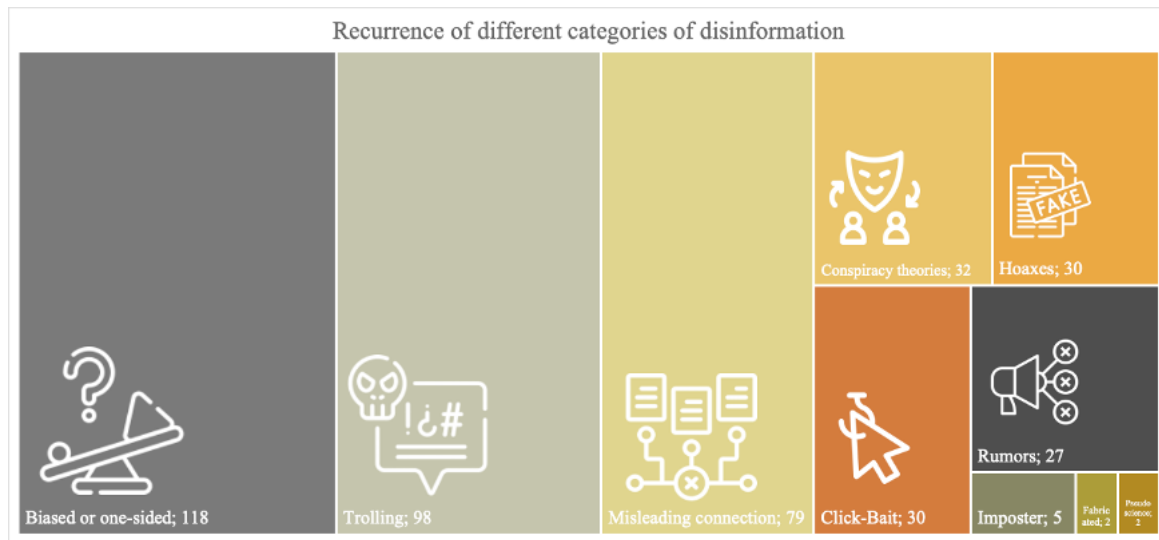 Recurrence of different categories of disinformation
FAKE
Conspiracy theories; 32
Hoaxes; 30
!¿#
Rumors; 27
Biased or one-sided; 118
Trolling; 98
Misleading connection; 79
Click-Bait; 30
Imposter; 5
Fabric
ated; 2
Pseudo
science;
2